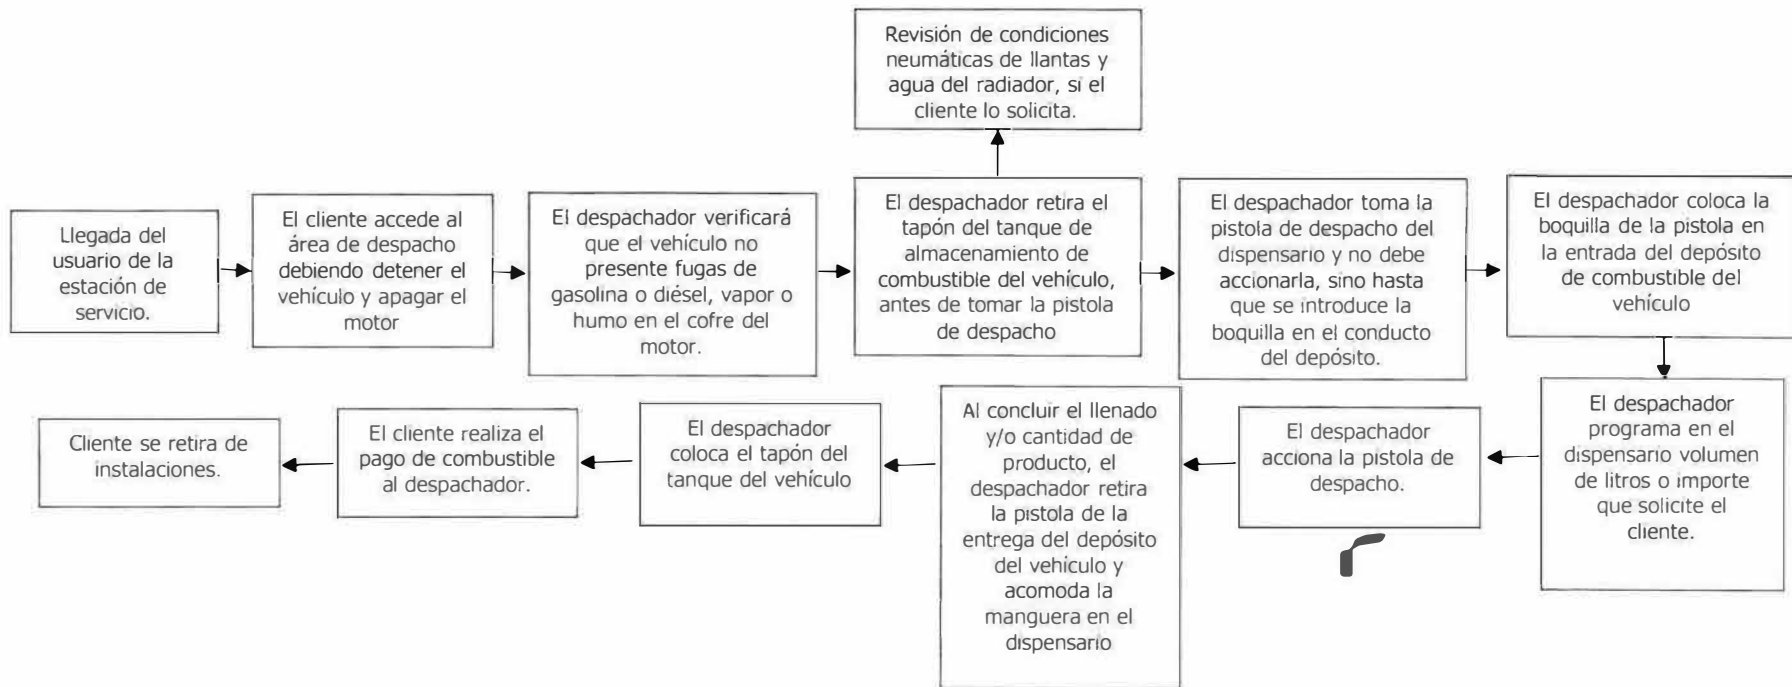 Revisión de condiciones
neumáticas de llantas y
agua del radiador, si el
cliente lo solicita.
Llegada del
usuario de la
estación de
servicio.
El cliente accede al
área de despacho
debiendo detener el
vehículo y apagar el
motor
El despachador verificará
que el vehículo no
presente fugas de
gasolina o diésel, vapor o
humo en el cofre del
motor.
El despachador retira el
tapón del tanque de
almacenamiento de
combustible del vehículo,
antes de tomar la pistola
de despacho
El despachador toma la
pistola de despacho del
dispensario y no debe
accionarla, sino hasta
que se introduce la
boquilla en el conducto
del depósito.
El despachador coloca la
boquilla de la pistola en
la entrada del depósito
de combustible del
vehículo
El despachador
programa en el
dispensario volumen
de litros o importe
que solicite el
cliente.
El despachador
acciona la pistola de
despacho.
Al concluir el llenado
y/o cantidad de
producto, el
despachador retira
la pistola de la
entrega del depósito
del vehículo y
acomoda la
manguera en el
dispensario
El despachador
coloca el tapón del
tanque del vehículo
El cliente realiza el
pago de combustible
al despachador.
Cliente se retira de
instalaciones.